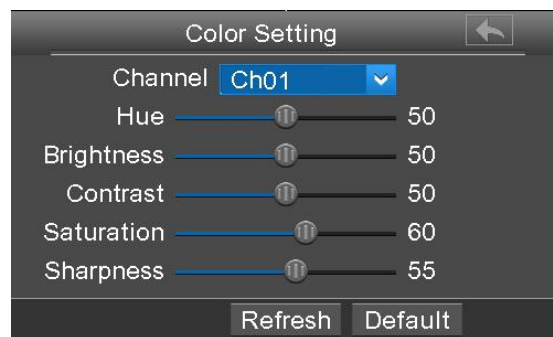 Color Setting
Channel Ch01
Hue 50
Brightness 50
Contrast 50
Saturation 60
Sharpness 55
Refresh Default